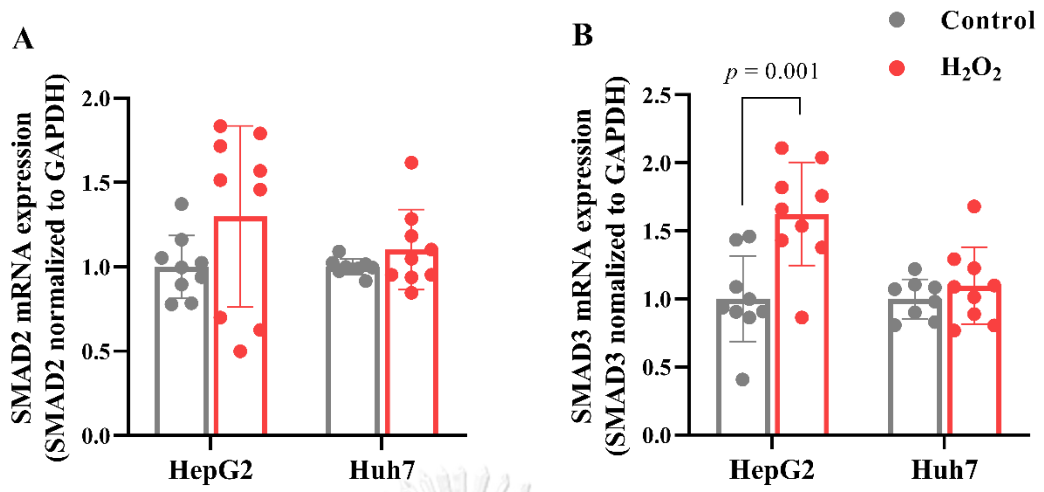 A
B
Control
H₂O₂
SMAD2 mRNA expression
(SMAD2 normalized to GAPDH)
2.0
1.5
1.0
0.5
0.0
HepG2
Huh7
SMAD3 mRNA expression
(SMAD3 nomalized to GAPDH)
p = 0.001
2.5
2.0
1.5
1.0
0.5
0.0
HepG2
Huh7